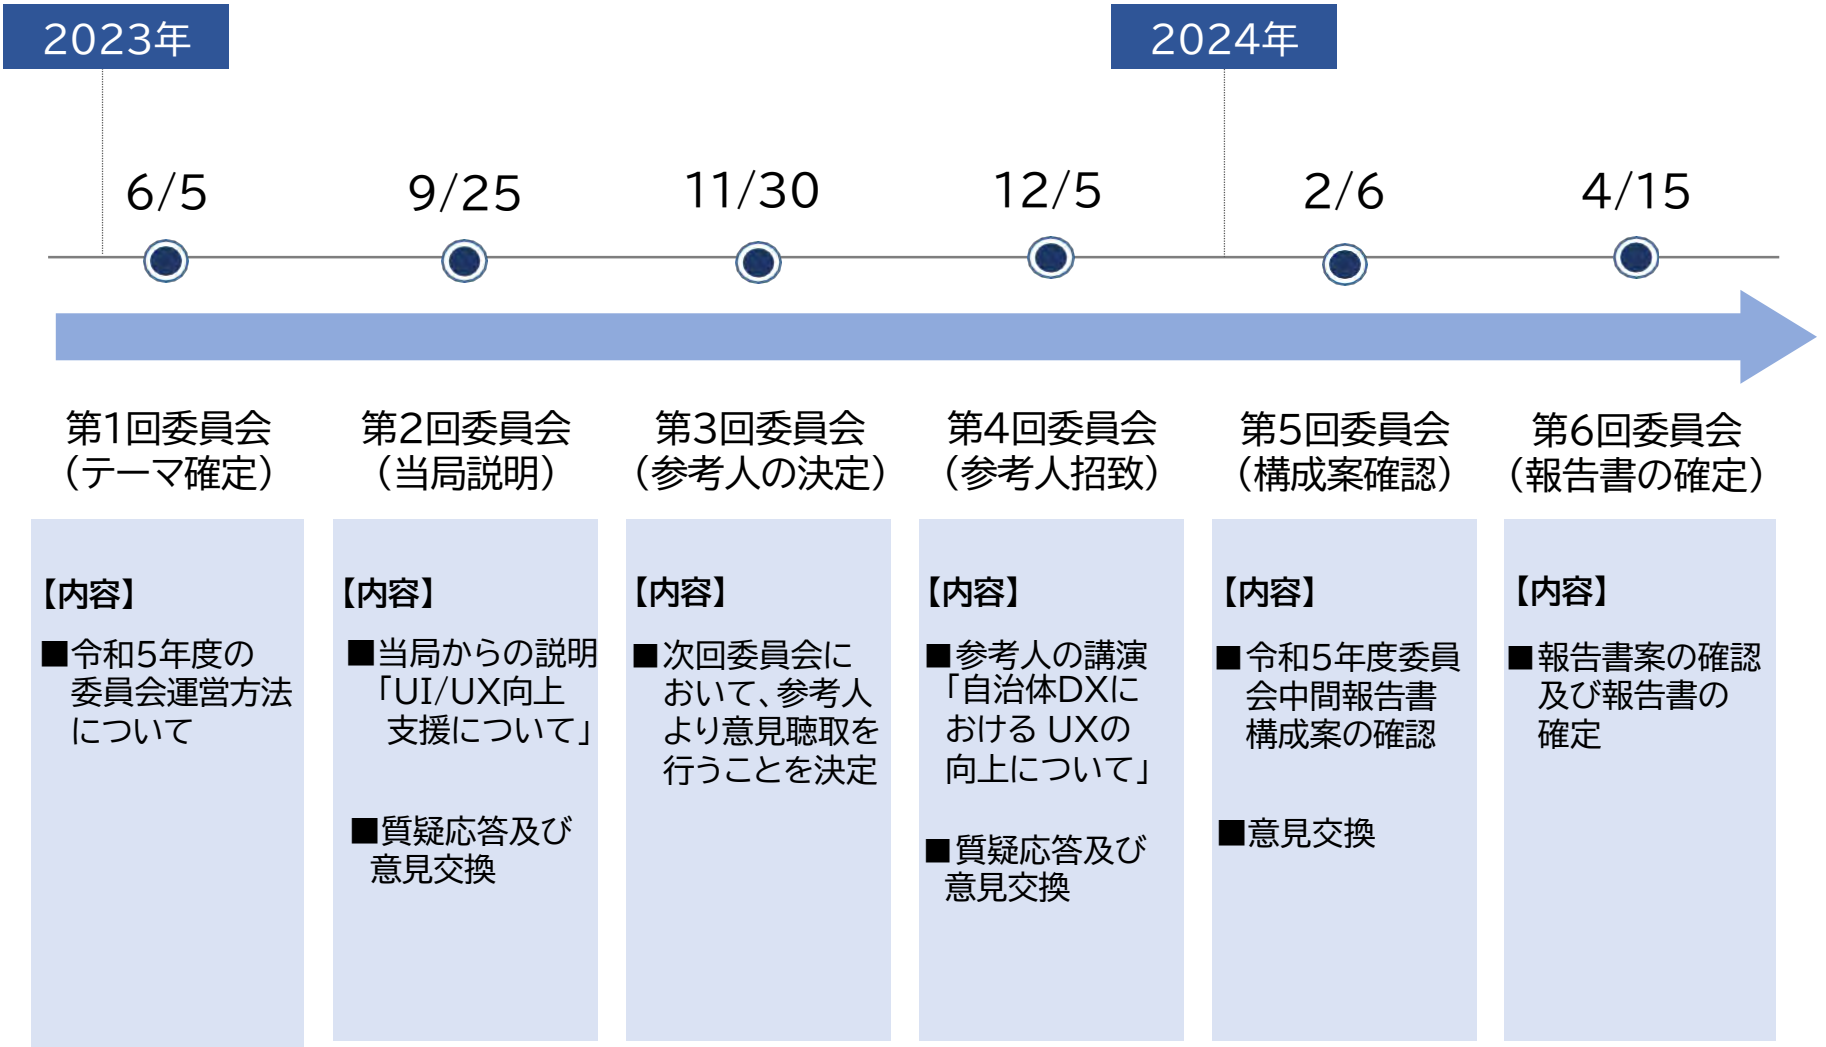 2023年
2024年
6/5
9/25
11/30
12/5
2/6
4/15
第1回委員会
（テーマ確定）
第2回委員会
（当局説明）
第3回委員会
（参考人の決定）
第4回委員会
（参考人招致）
第5回委員会
（構成案確認）
第6回委員会
（報告書の確定）
【内容】
■令和5年度の
委員会運営方法
について
【内容】
■当局からの説明
「UI/UX向上
支援について」
■質疑応答及び
意見交換
【内容】
■次回委員会に
おいて、参考人
より意見聴取を
行うことを決定
【内容】
■参考人の講演
「自治体DXに
おける UXの
向上について」
■質疑応答及び
意見交換
【内容】
■令和5年度委員
会中間報告書
構成案の確認
■意見交換
【内容】
■報告書案の確認
及び報告書の
確定